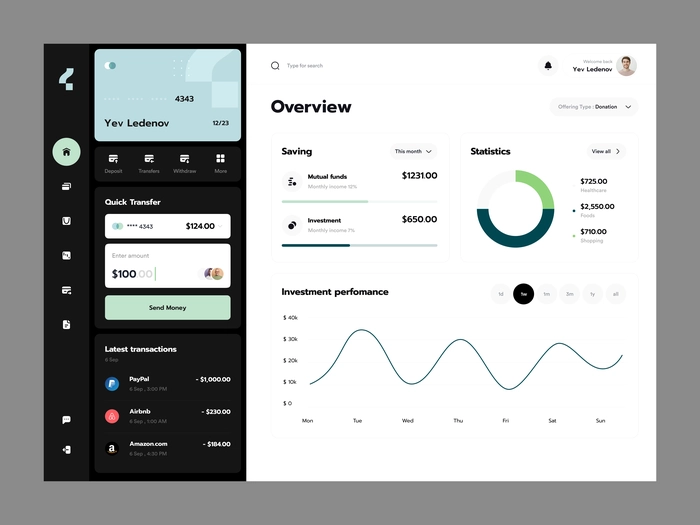 4343
Yev Ledenov
12/23
Deposit
Transfers
Withdraw
More
Quick Transfer
**** 4343
$124.00
Enter amount
$100.00
Send Money
Latest transactions
6 Sep
PayPal
- $1,000.00
6 Sep , 8:00 PM
Airbnb
- $230.00
6 Sep , 1:00 AM
Amazon.com
- $184.00
6 Sep , 4:30 PM
Type for search
Welcome back
Yev Ledenov
Overview
Offering Type : Donation
Saving
This month
Mutual funds
$1231.00
Monthly income 12%
Investment
$650.00
Monthly income 7%
Statistics
View all
$725.00
Healthcare
$2,550.00
Foods
$710.00
Shopping
Investment perfomance
1d
1w
1m
3m
1y
all
$ 40k
$ 30k
$ 20k
$ 10k
$ 0
Mon
Tue
Wed
Thu
Fri
Sat
Sun